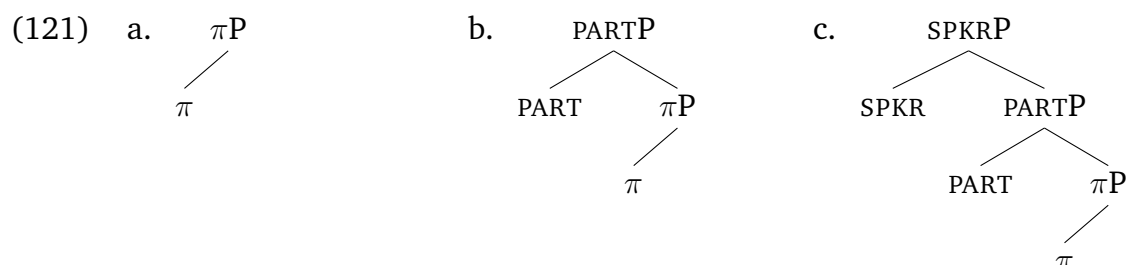 (121) a. πP b. PARTP c. SPKRP
π PART πP SPKR PARTP
π PART πP
π